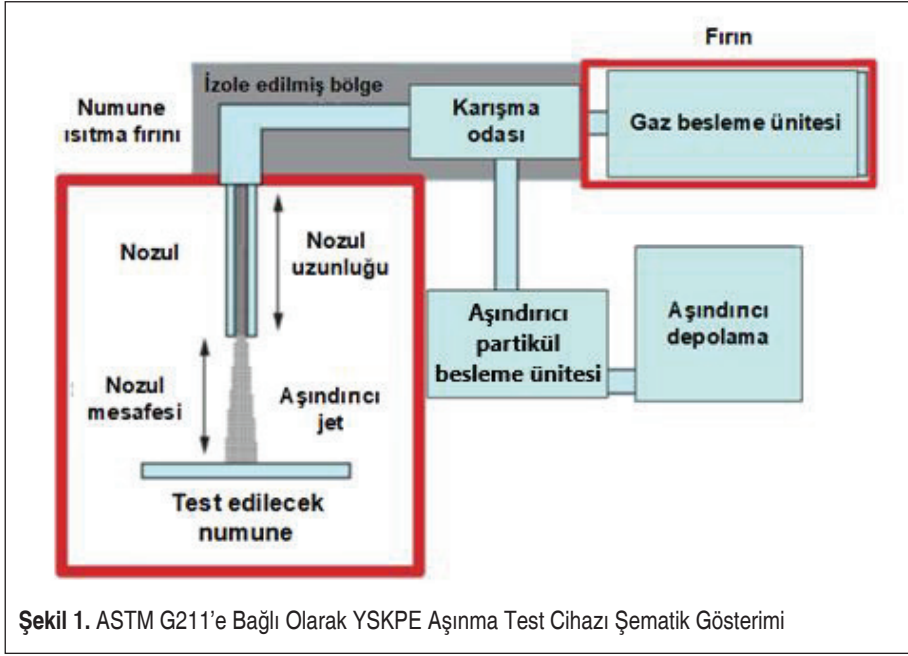 Fırın
İzole edilmiş bölge
Numune
ısıtma fırını
Karışma
odası
Gaz besleme ünitesi
Nozul
Nozul
uzunluğu
Aşındırıcı
partikül
besleme ünitesi
Aşındırıcı
depolama
Nozul
mesafesi
Aşındırıcı
jet
Test edilecek
numune
Şekil 1. ASTM G211’e Bağlı Olarak YSKPE Aşınma Test Cihazı Şematik Gösterimi